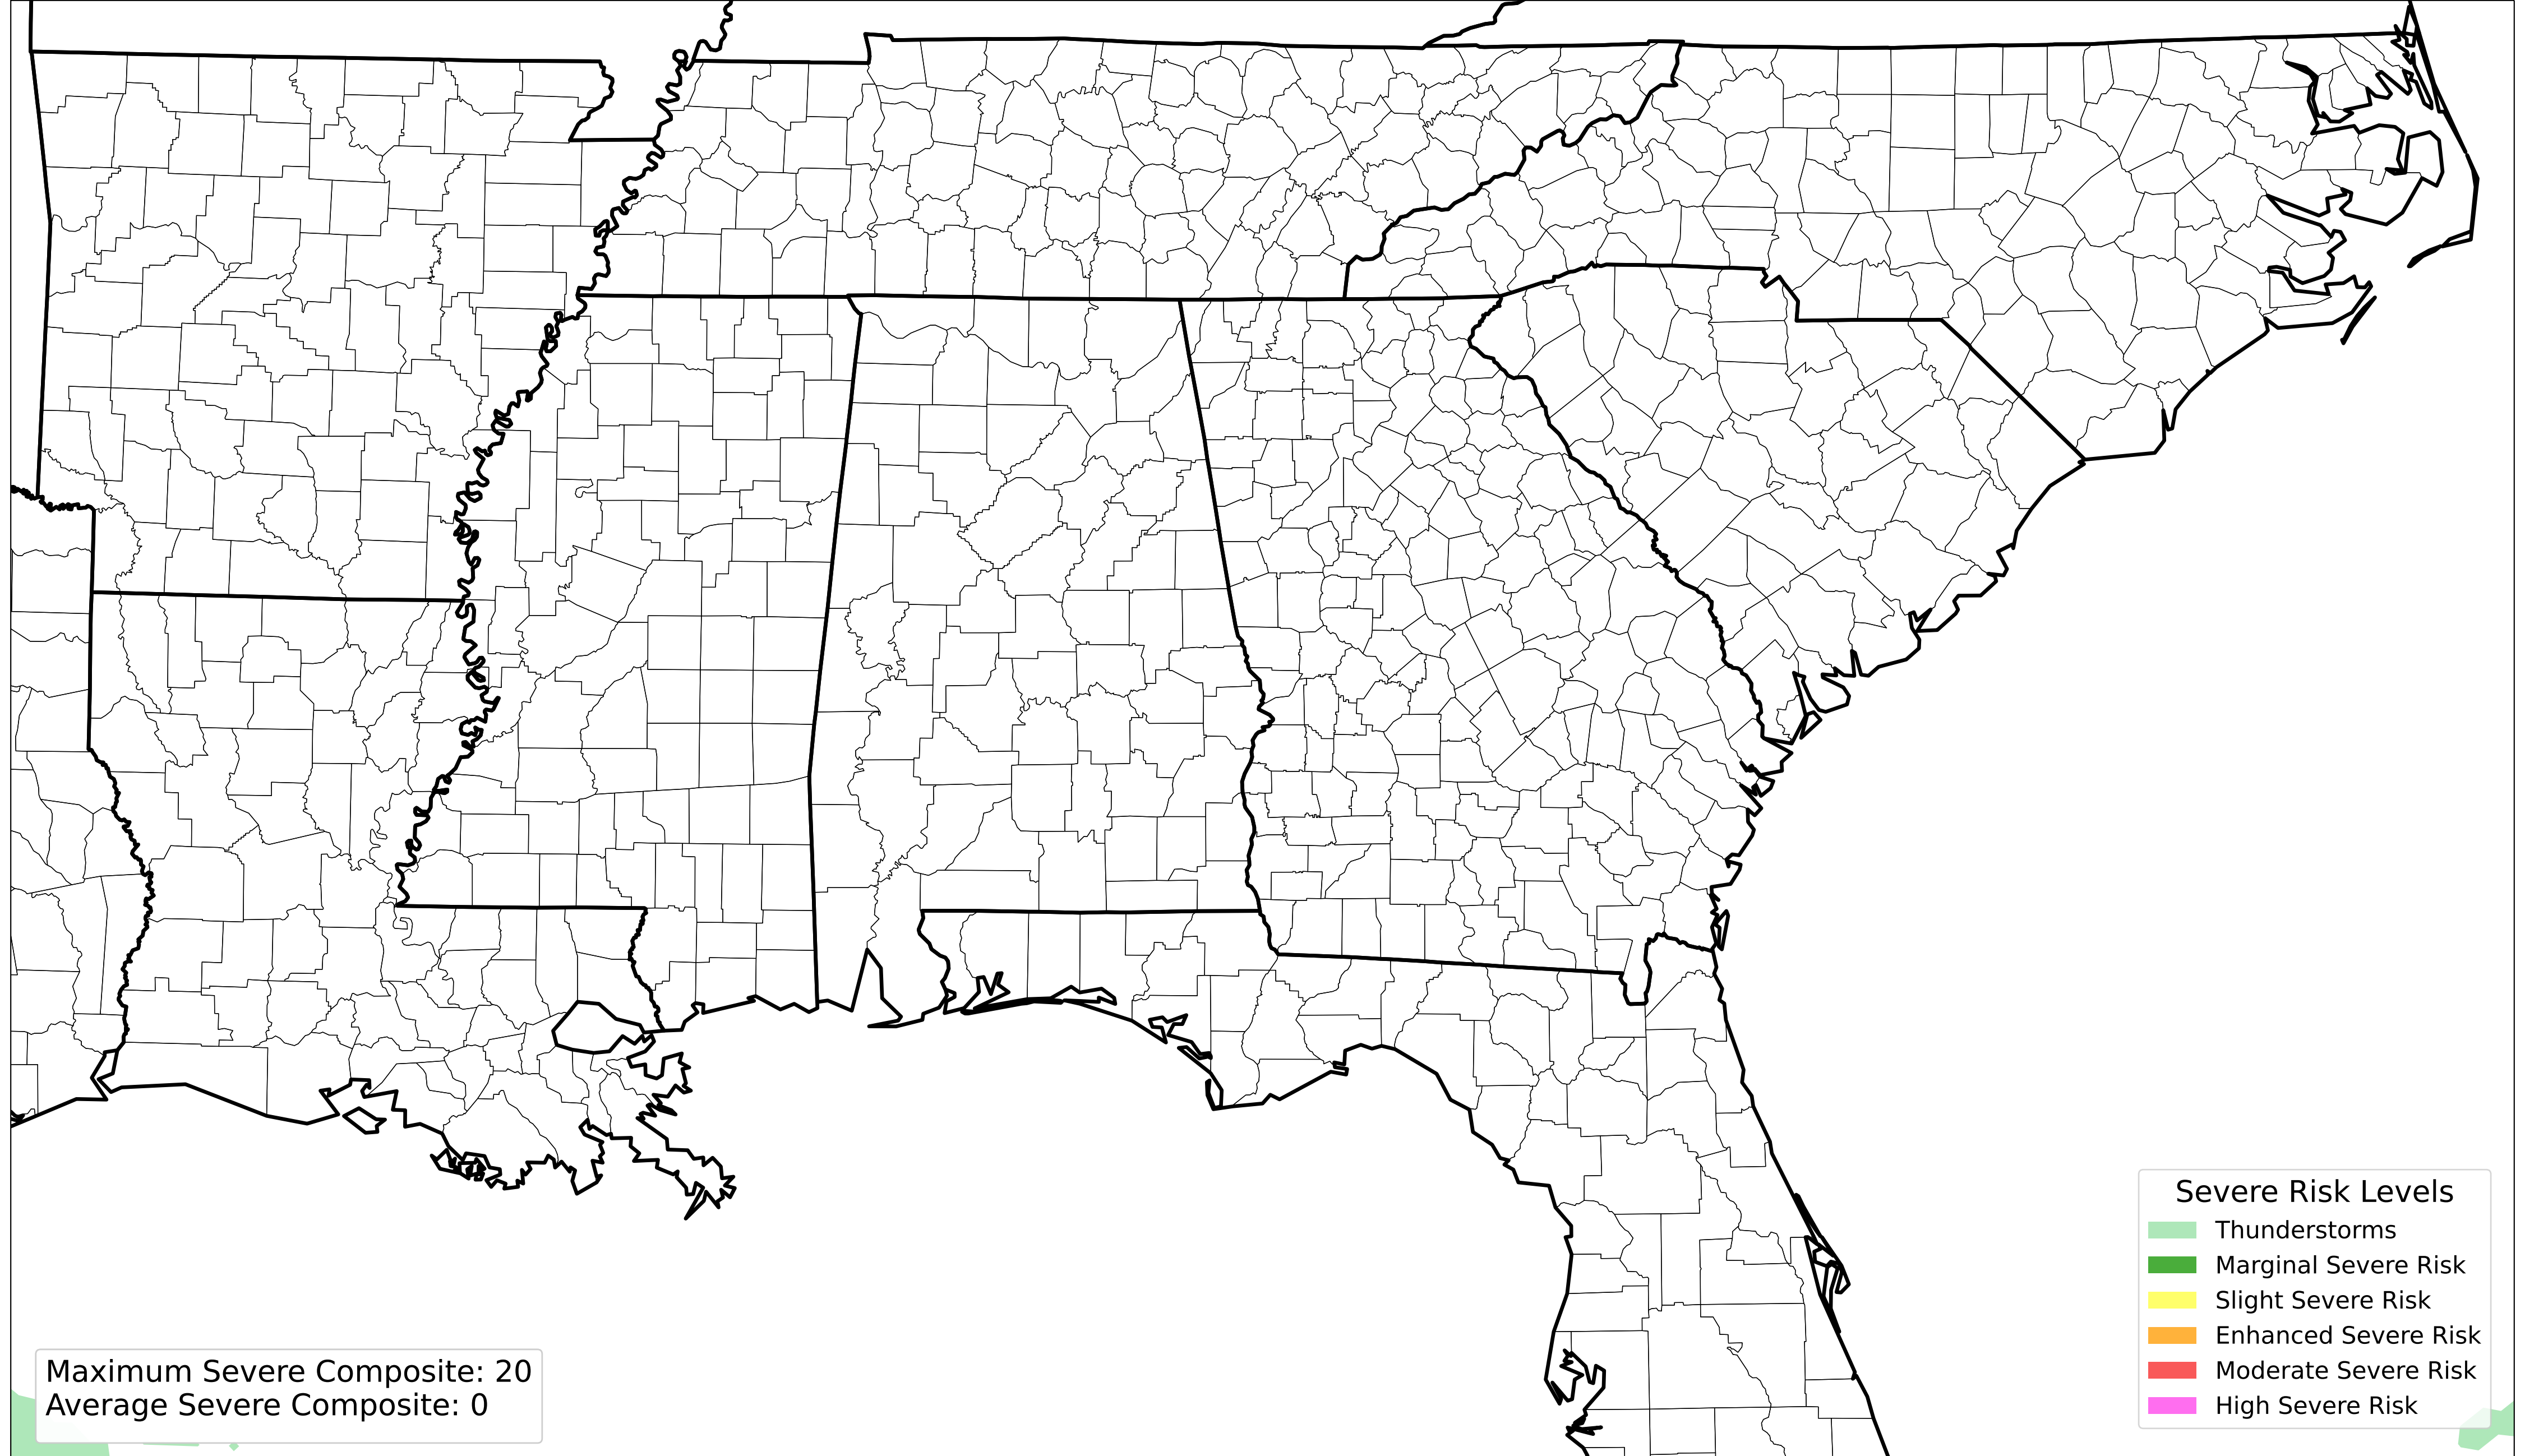 Severe Risk Levels
Thunderstorms
Marginal Severe Risk
Slight Severe Risk
Enhanced Severe Risk
Moderate Severe Risk
High Severe Risk
Maximum Severe Composite: 20
Average Severe Composite: 0